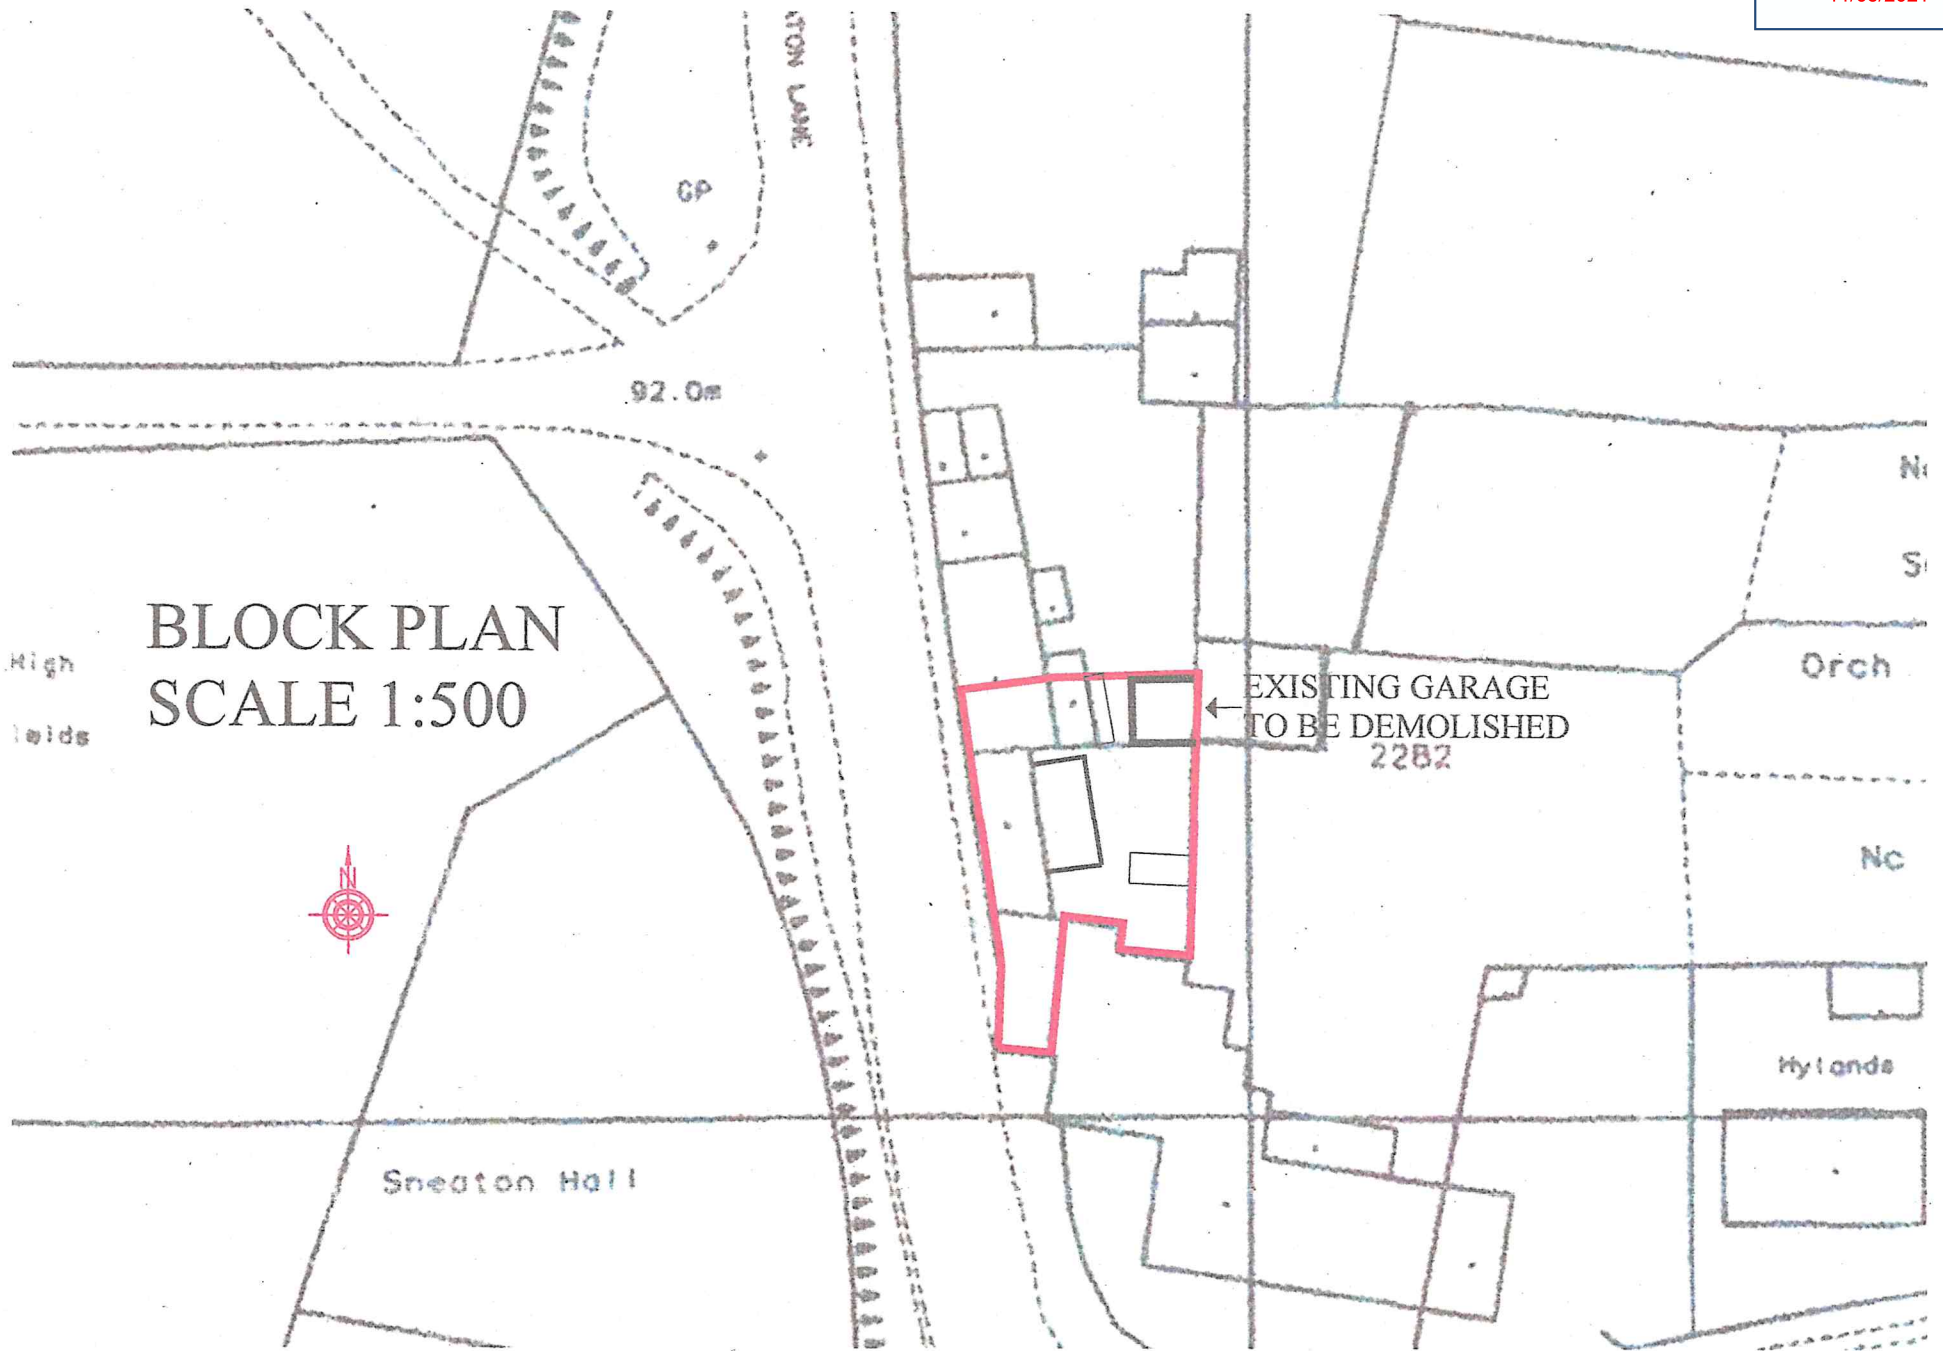 LANE
GP
92.0m
BLOCK PLAN
SCALE 1:500
High
Orch
EXISTING GARAGE
TO BE DEMOLISHED
2282
N
Nc
Hylands
Sneaton Hall